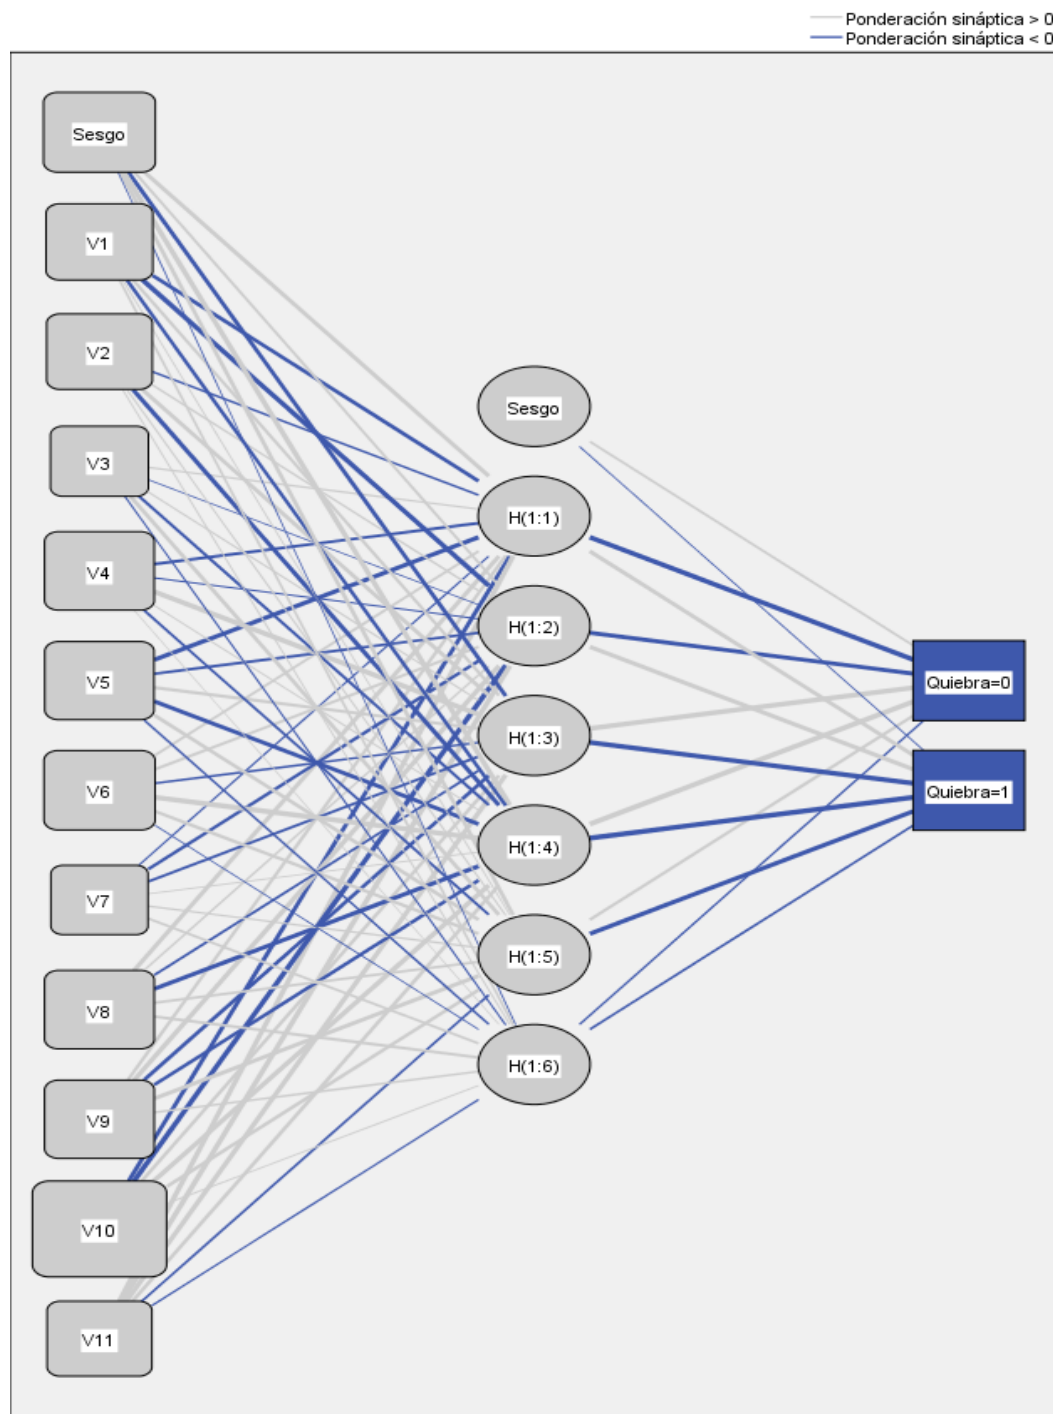 Ponderación sináptica > 0
Ponderación sináptica < 0
Sesgo
V1
V2
V3
V4
V5
V6
V7
V8
V9
V10
V11
Sesgo
H(1:1)
H(1:2)
H(1:3)
H(1:4)
H(1:5)
H(1:6)
Quiebra=0
Quiebra=1